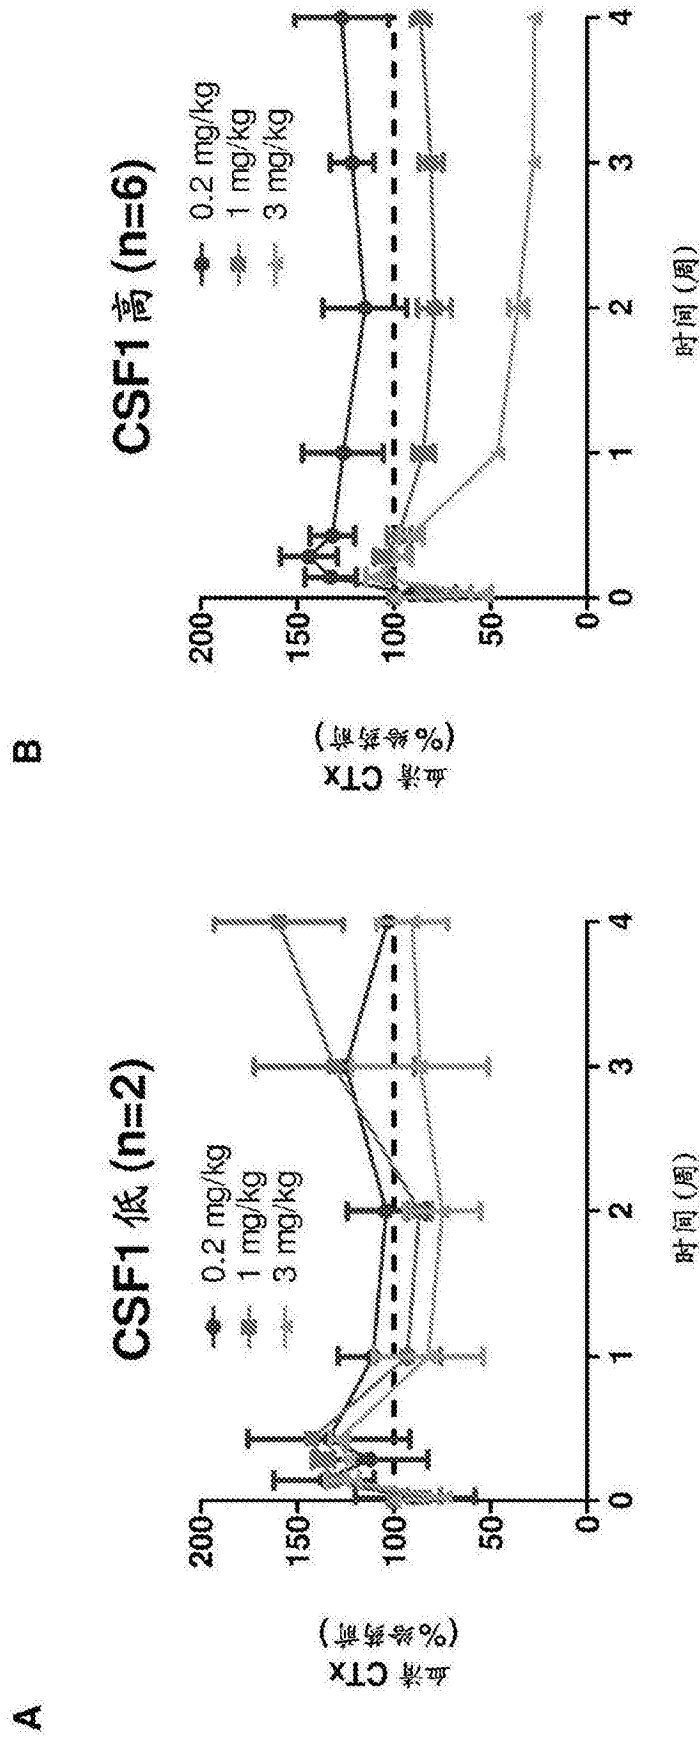 A
CSF1 低 (n=2)
0.2 mg/kg
1 mg/kg
3 mg/kg
血清 CTx
(%给药前)
200
150
100
50
0
0 1 2 3 4
时间 (周)
B
CSF1 高 (n=6)
0.2 mg/kg
1 mg/kg
3 mg/kg
血清 CTx
(%给药前)
200
150
100
50
0
0 1 2 3 4
时间 (周)